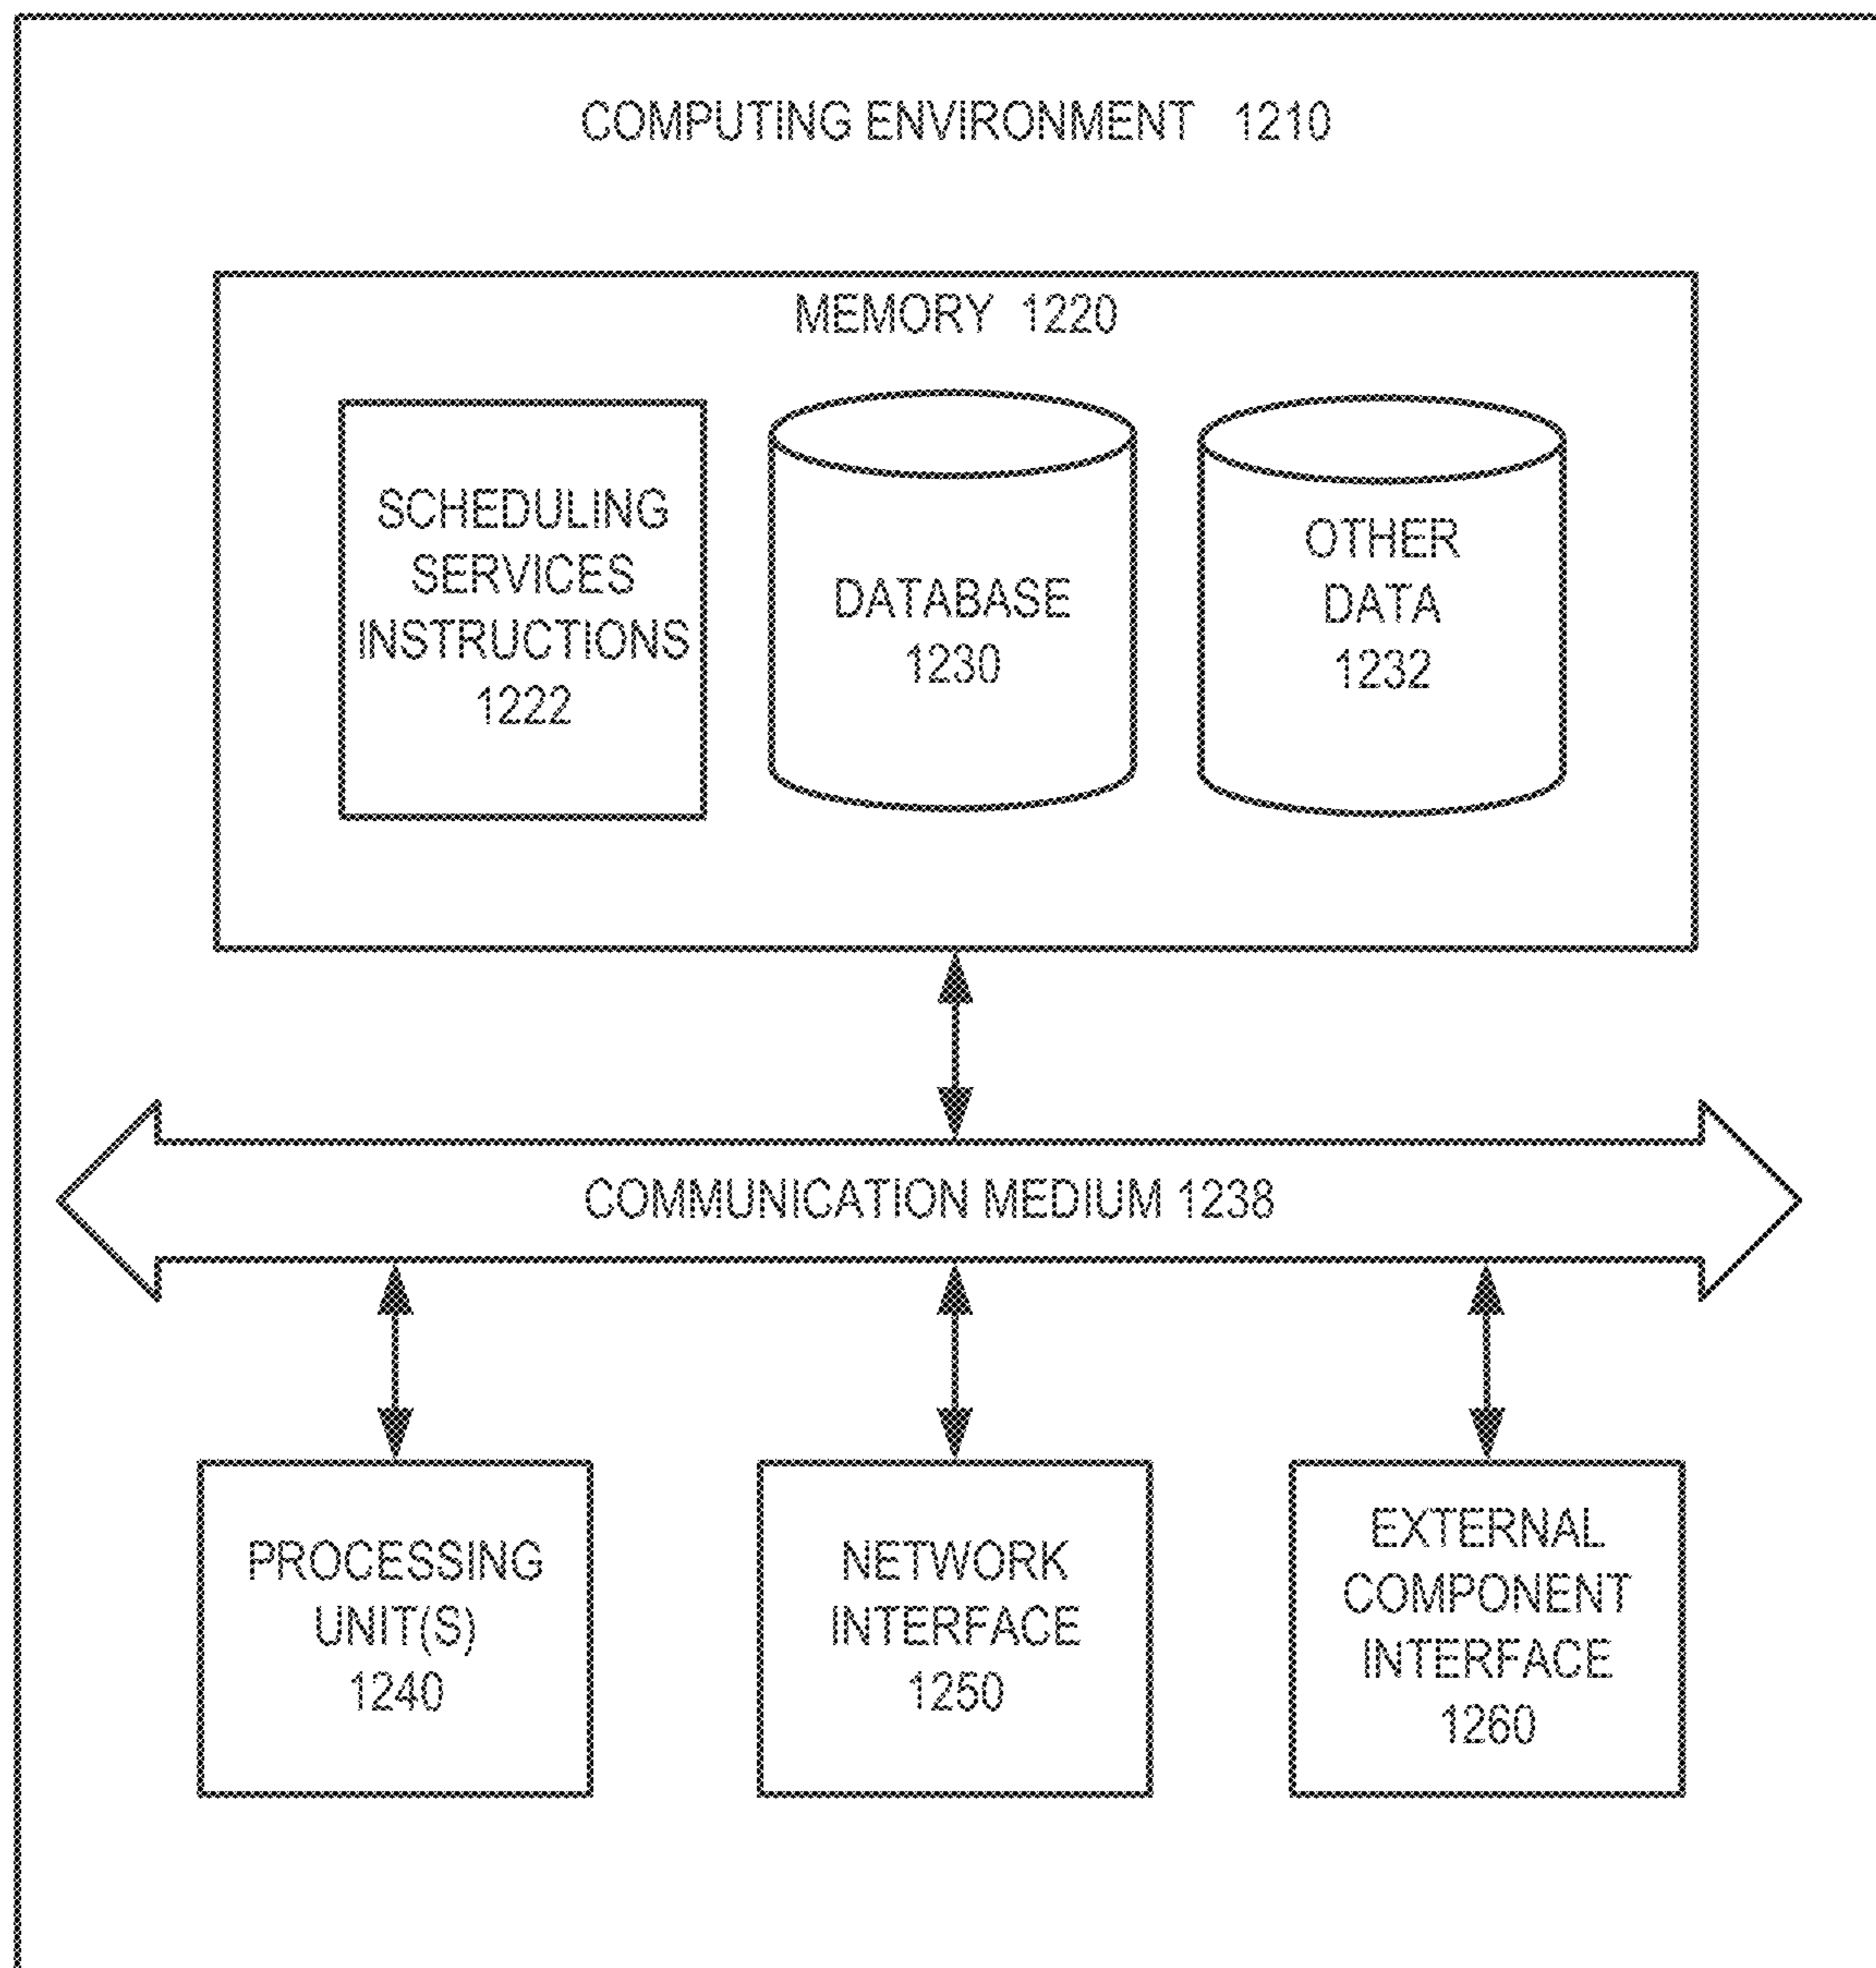 COMPUTING ENVIRONMENT 1210
MEMORY 1220
SCHEDULING
SERVICES
INSTRUCTIONS
1222
DATABASE
1230
OTHER
DATA
1232
COMMUNICATION MEDIUM 1238
PROCESSING
UNIT(S)
1240
NETWORK
INTERFACE
1250
EXTERNAL
COMPONENT
INTERFACE
1260